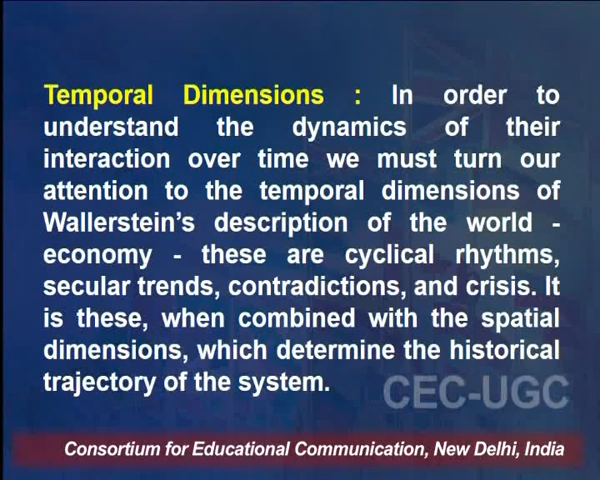 Temporal Dimensions : In order to
understand the dynamics of their
interaction over time we must turn our
attention to the temporal dimensions of
Wallerstein's description of the world -
economy - these are cyclical rhythms,
secular trends, contradictions, and crisis. It
is these, when combined with the spatial
dimensions, which determine the historical
trajectory of the system.
CEC-UGC
Consortium for Educational Communication, New Delhi, India